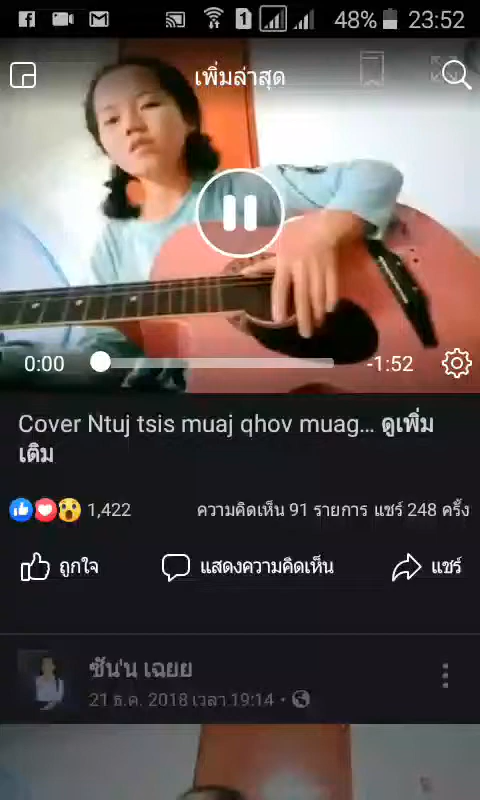 48% 23:52
เพิ่มล่าสุด
0:00 -1:52
Cover Ntuj tsis muaj qhov muag... ดูเพิ่ม
เติม
1,422 ความคิดเห็น 91 รายการ แชร์ 248 ครั้ง
ถูกใจ แสดงความคิดเห็น แชร์
ซัน'น เฉยย
21 ธ.ค. 2018 เวลา 19:14 ·